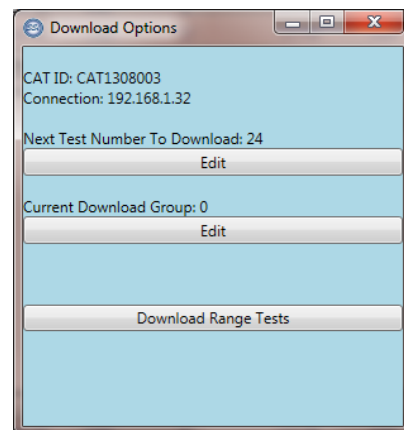 Download Options
CAT ID: CAT1308003
Connection: 192.168.1.32
Next Test Number To Download: 24
Edit
Current Download Group: 0
Edit
Download Range Tests